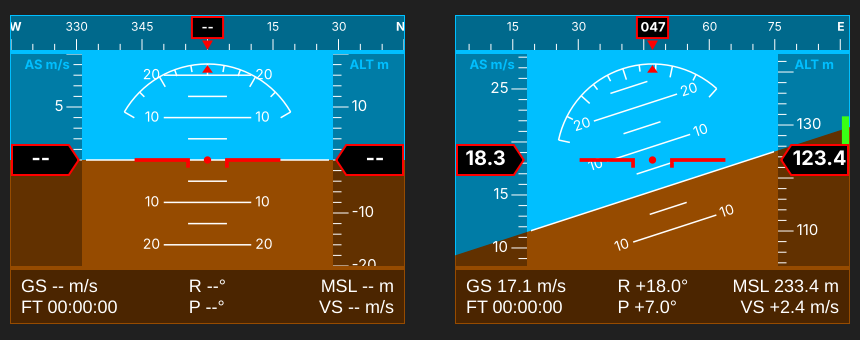 W 330 345 -- 15 30 N
AS m/s ALT m
20 20
5 10
10 10
-- --
10 10
-10
20 20
-20
GS -- m/s R --° MSL -- m
FT 00:00:00 P --° VS -- m/s
15 30 047 60 75 E
AS m/s ALT m
25 20
20 10 130
18.3 10 123.4
15
10 10 110
10
GS 17.1 m/s R +18.0° MSL 233.4 m
FT 00:00:00 P +7.0° VS +2.4 m/s